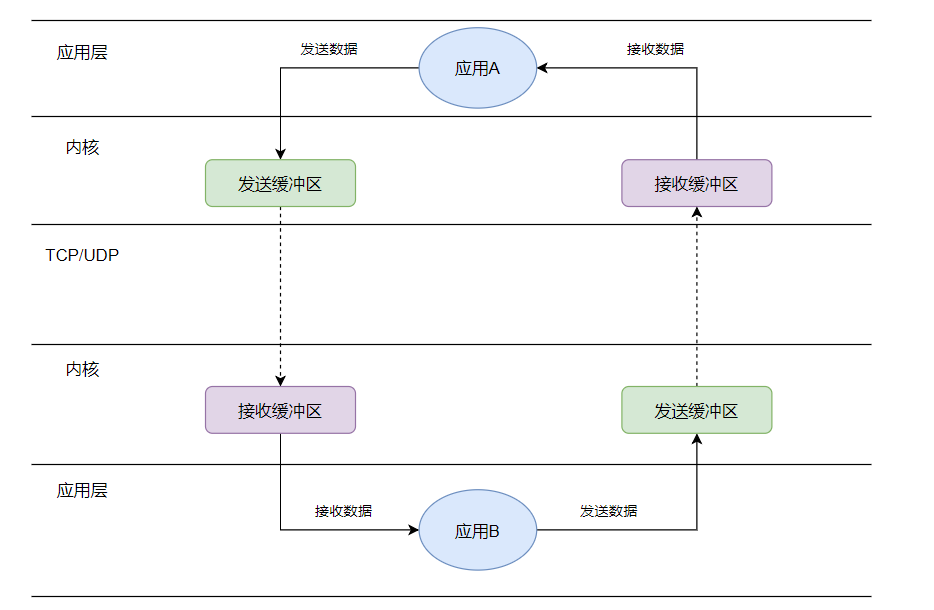 应用层
发送数据
应用A
接收数据
内核
发送缓冲区
接收缓冲区
TCP/UDP
内核
接收缓冲区
发送缓冲区
应用层
接收数据
应用B
发送数据